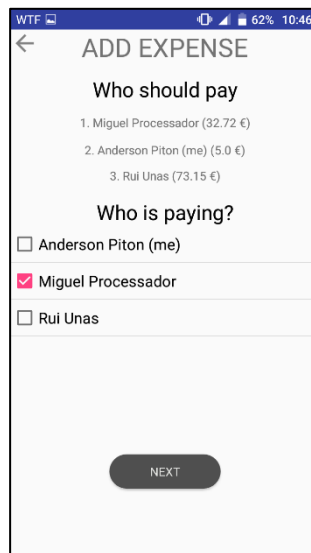 WTF 62% 10:46
ADD EXPENSE
Who should pay
1. Miguel Processador (32.72 €)
2. Anderson Piton (me) (5.0 €)
3. Rui Unas (73.15 €)
Who is paying?
Anderson Piton (me)
Miguel Processador
Rui Unas
NEXT